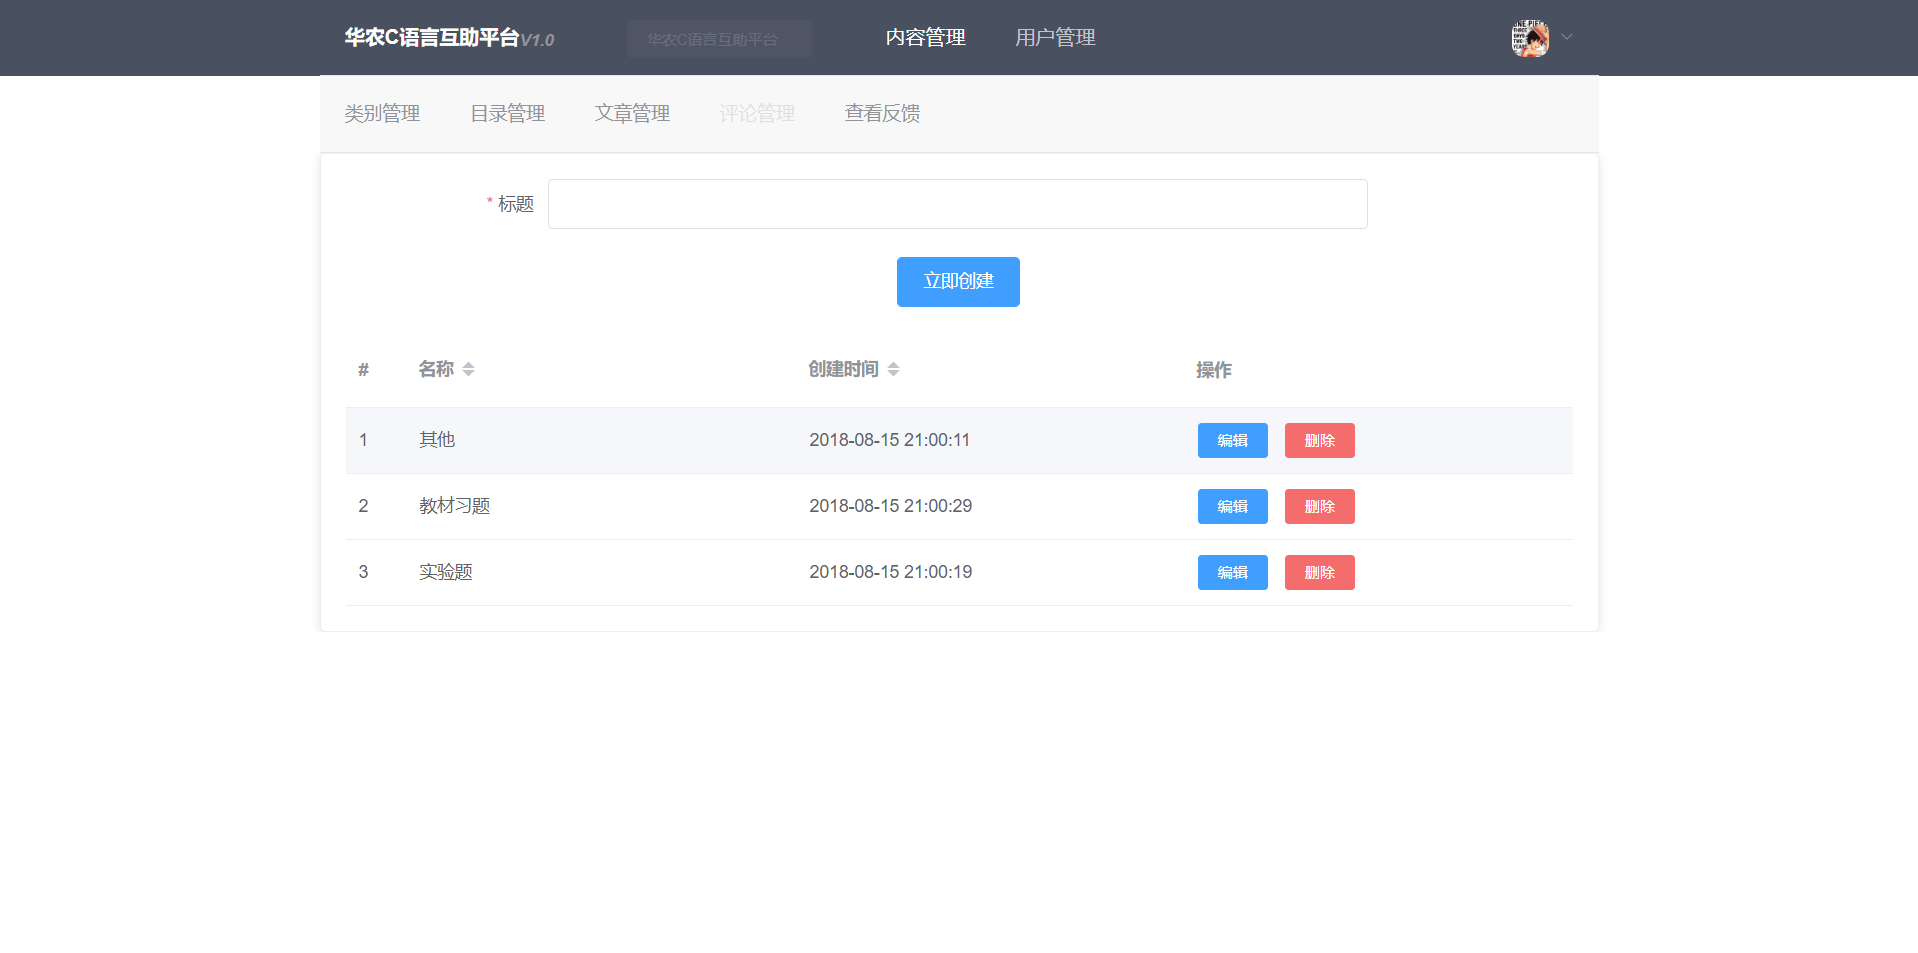 华农C语言互助平台V1.0 华农C语言互助平台 内容管理 用户管理
类别管理 目录管理 文章管理 评论管理 查看反馈
* 标题
立即创建
# 名称 创建时间 操作
1 其他 2018-08-15 21:00:11 编辑 删除
2 教材习题 2018-08-15 21:00:29 编辑 删除
3 实验题 2018-08-15 21:00:19 编辑 删除